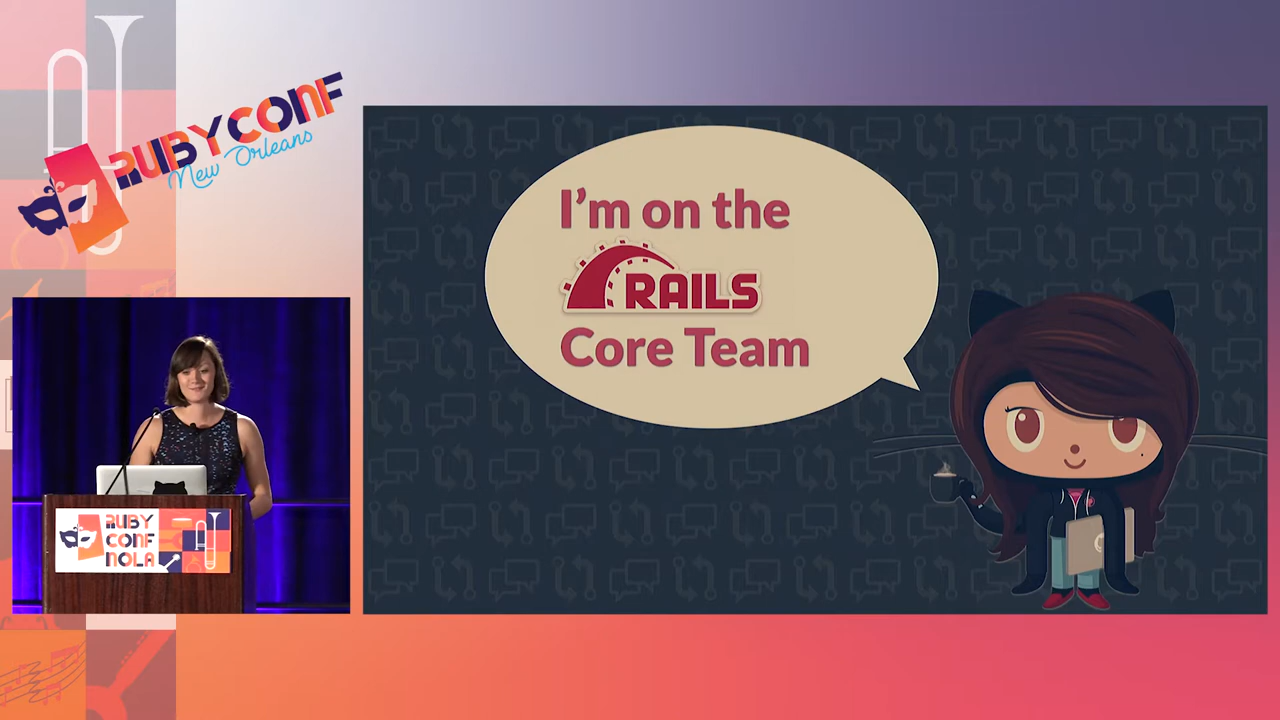 RUBYCONF
New Orleans
I'm on the
RAILS
Core Team
RUBY
CONF
NOLA